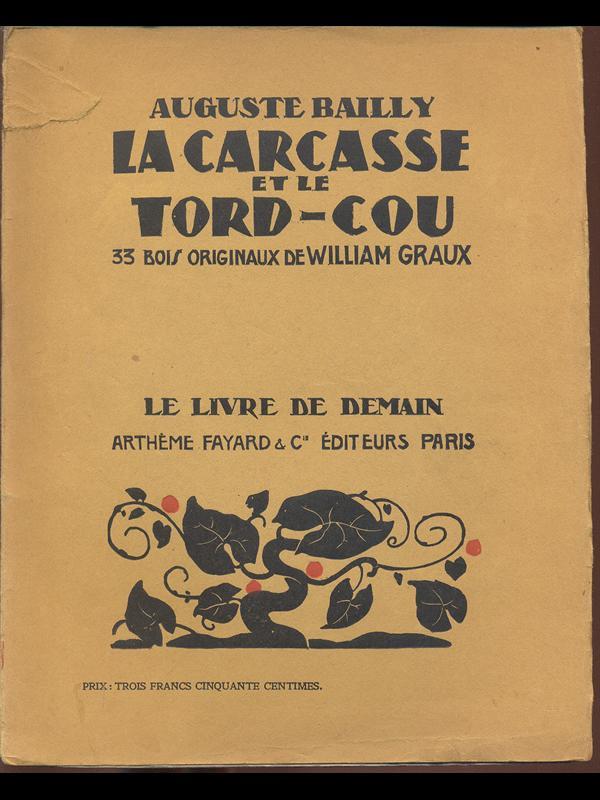 AUGUSTE BAILLY
LA CARCASSE
ET LE
TORD-COU
33 BOIS ORIGINAUX DE WILLIAM GRAUX
LE LIVRE DE DEMAIN
ARTHÈME FAYARD & Cie ÉDITEURS PARIS
PRIX: TROIS FRANCS CINQUANTE CENTIMES.